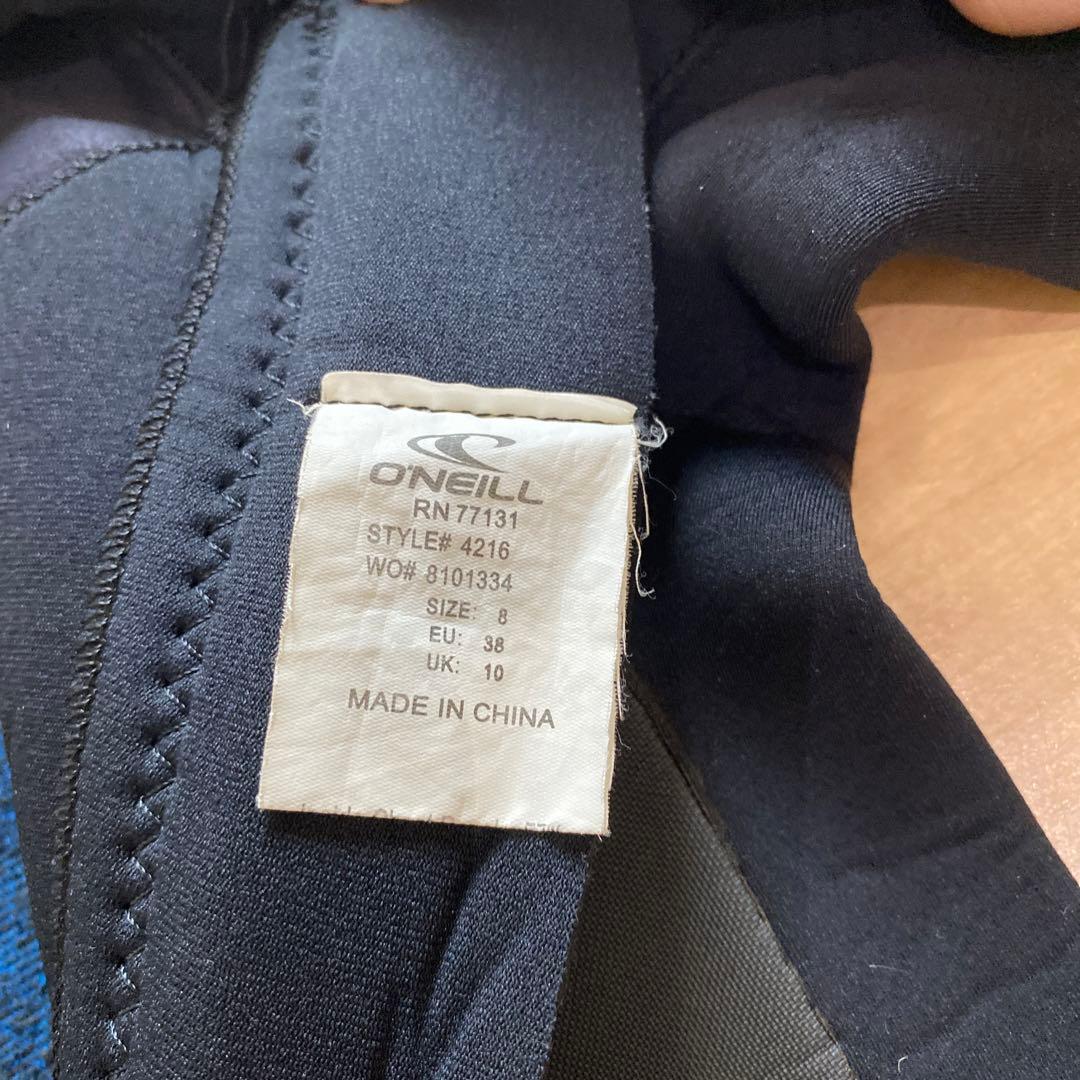 O'NEILL
RN 77131
STYLE# 4216
WO# 8101334
SIZE: 8
EU: 38
UK: 10
MADE IN CHINA